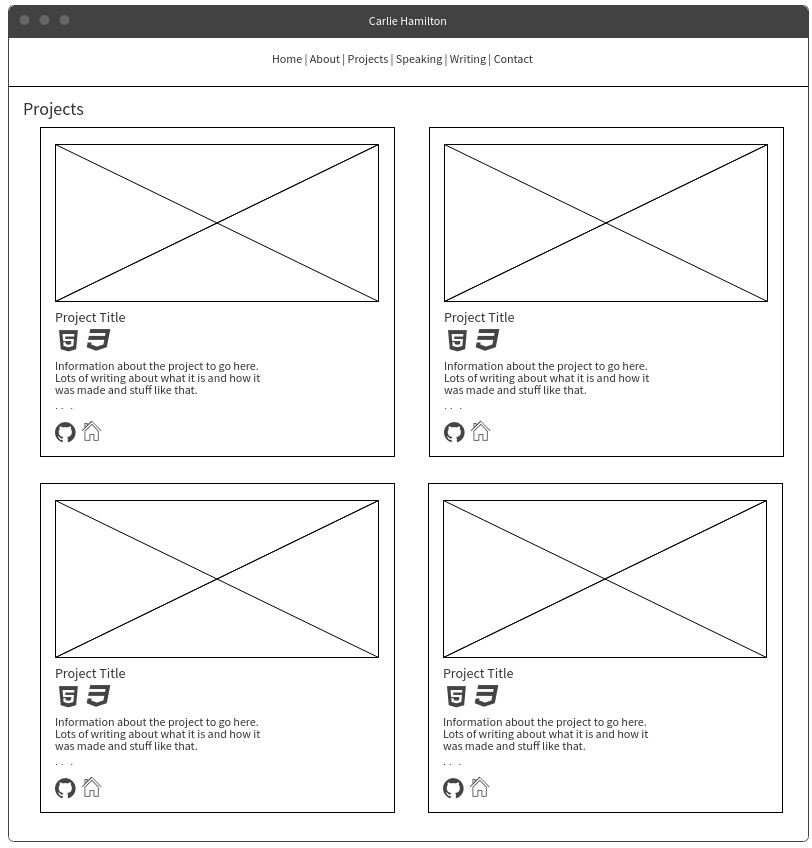 Carlie Hamilton
Home | About | Projects | Speaking | Writing | Contact
Projects
Project Title
Information about the project to go here.
Lots of writing about what it is and how it
was made and stuff like that.
Project Title
Information about the project to go here.
Lots of writing about what it is and how it
was made and stuff like that.
Project Title
Information about the project to go here.
Lots of writing about what it is and how it
was made and stuff like that.
Project Title
Information about the project to go here.
Lots of writing about what it is and how it
was made and stuff like that.